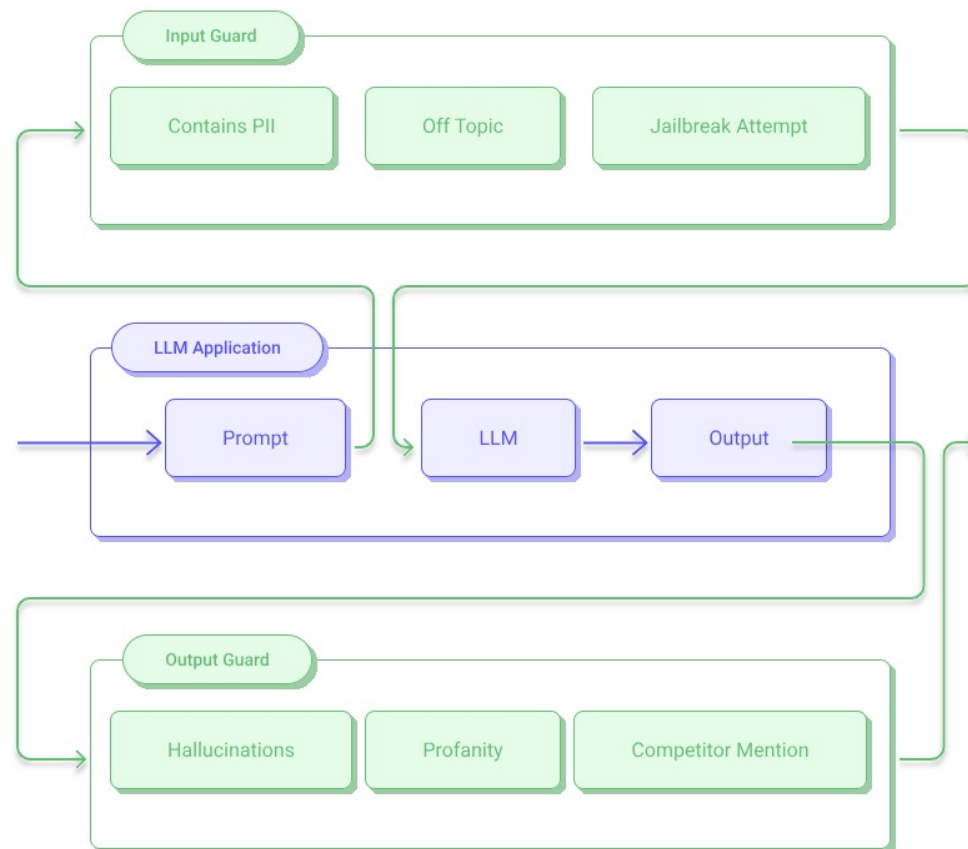 Input Guard
Contains PII
Off Topic
Jailbreak Attempt
LLM Application
Prompt
LLM
Output
Output Guard
Hallucinations
Profanity
Competitor Mention